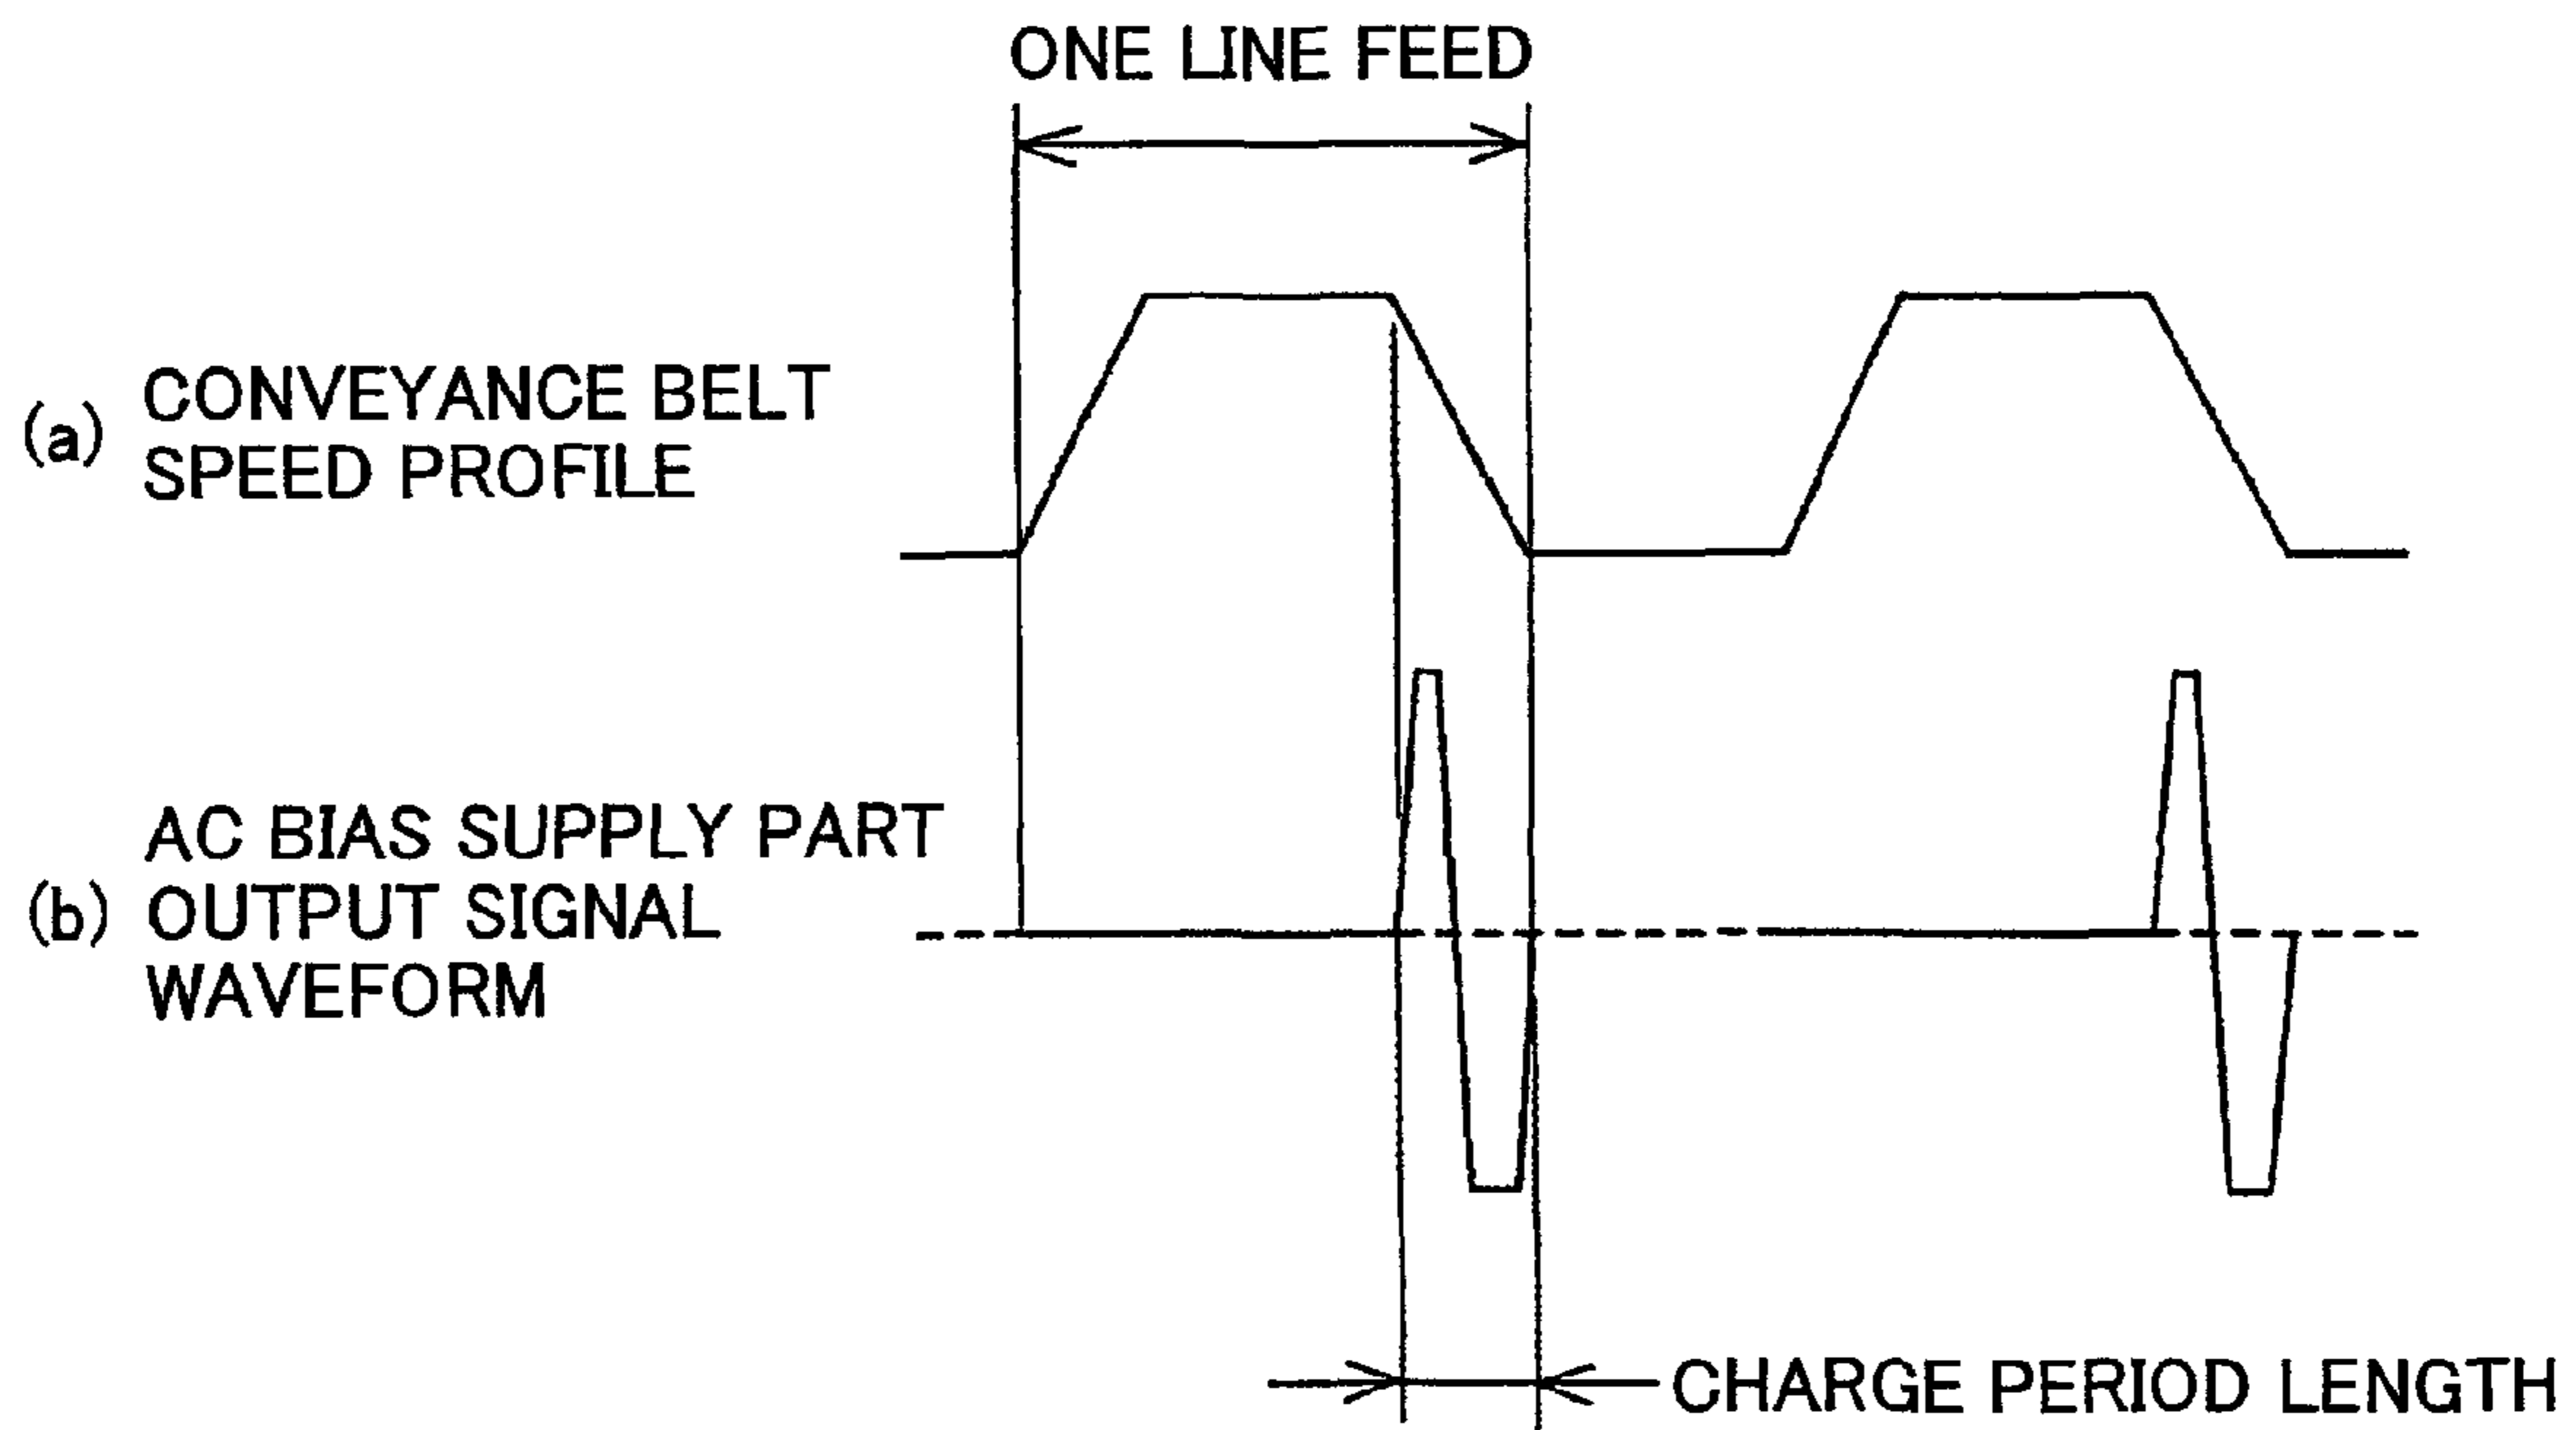 ONE LINE FEED
(a) CONVEYANCE BELT
SPEED PROFILE
AC BIAS SUPPLY PART
(b) OUTPUT SIGNAL
WAVEFORM
CHARGE PERIOD LENGTH